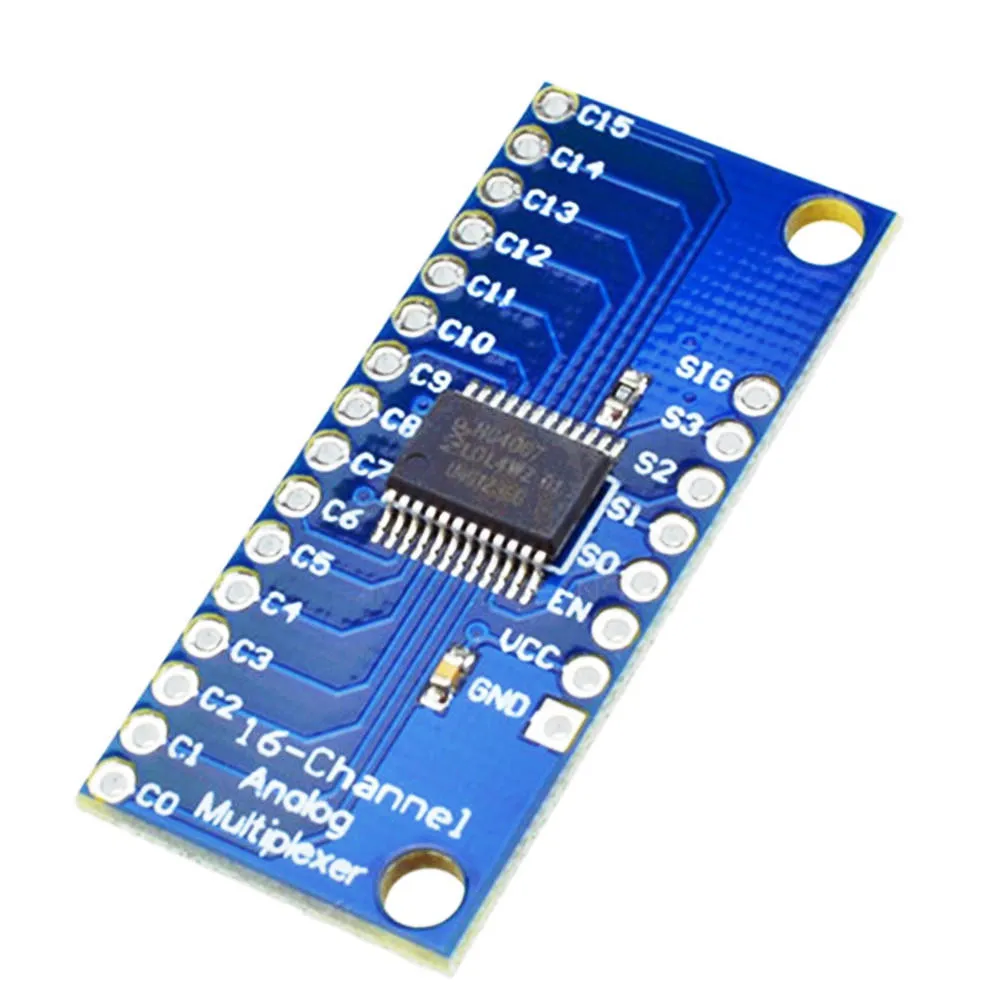 C15
C14
C13
C12
C11
C10
C9
C8
C7
C6
C5
C4
C3
C2
C1
C0
SIG
S3
S2
S1
S0
EN
VCC
GND
HU4067
16-Channel
Analog
Multiplexer